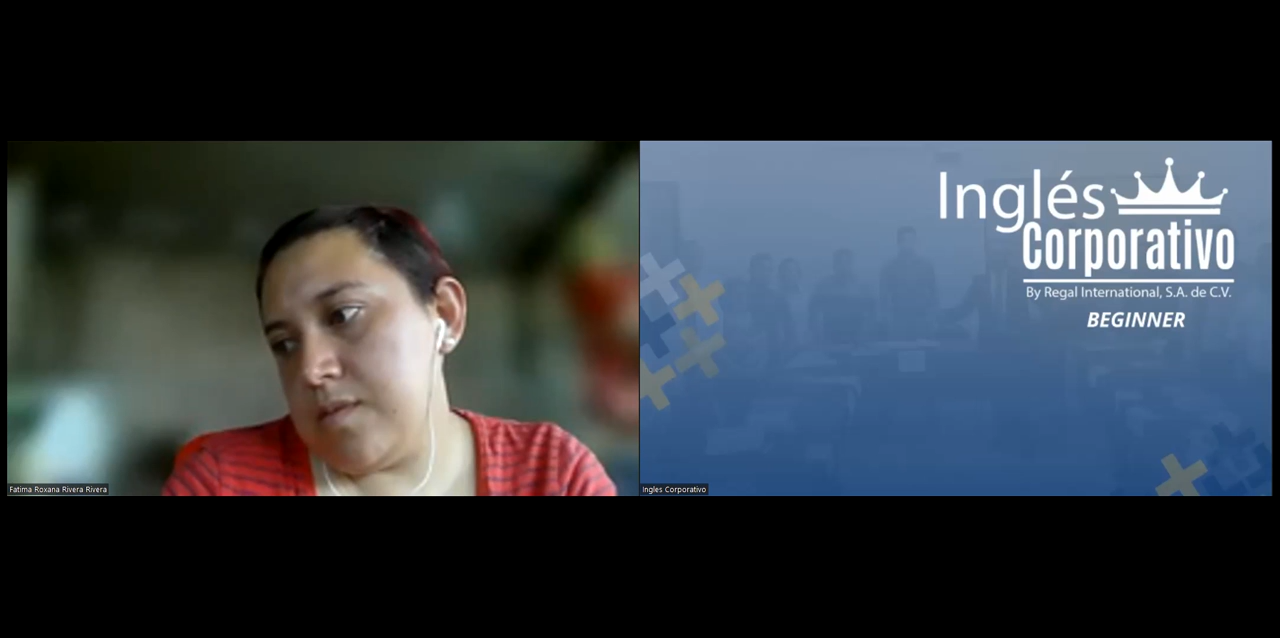 Inglés
Corporativo
By Regal International, S.A. de C.V.
BEGINNER
Fatima Roxana Rivera Rivera
Ingles Corporativo